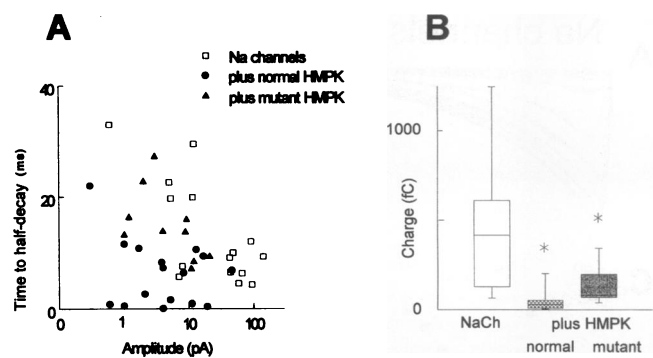 A
Na channels
plus normal HMPK
plus mutant HMPK
40
20
0
Time to half-decay (ms)
0 1 10 100
Amplitude (pA)
B
1000
0
Charge (fC)
*
*
NaCh plus HMPK
normal mutant